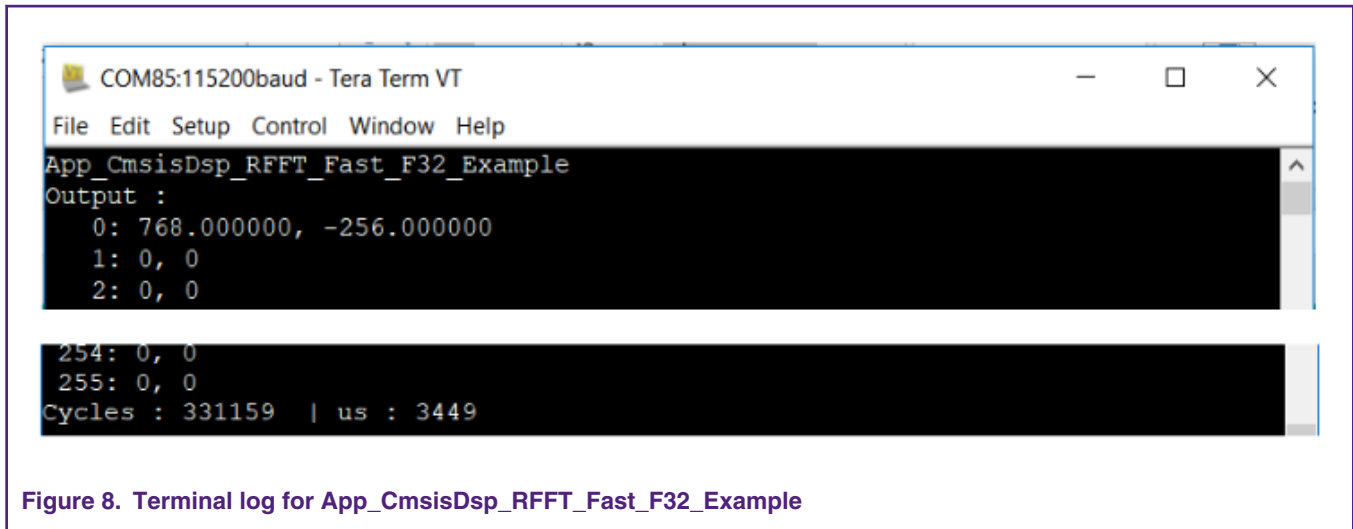 COM85:115200baud - Tera Term VT
File Edit Setup Control Window Help
App_CmsisDsp_RFFT_Fast_F32_Example
Output :
0: 768.000000, -256.000000
1: 0, 0
2: 0, 0
254: 0, 0
255: 0, 0
Cycles : 331159 | us : 3449
Figure 8. Terminal log for App_CmsisDsp_RFFT_Fast_F32_Example